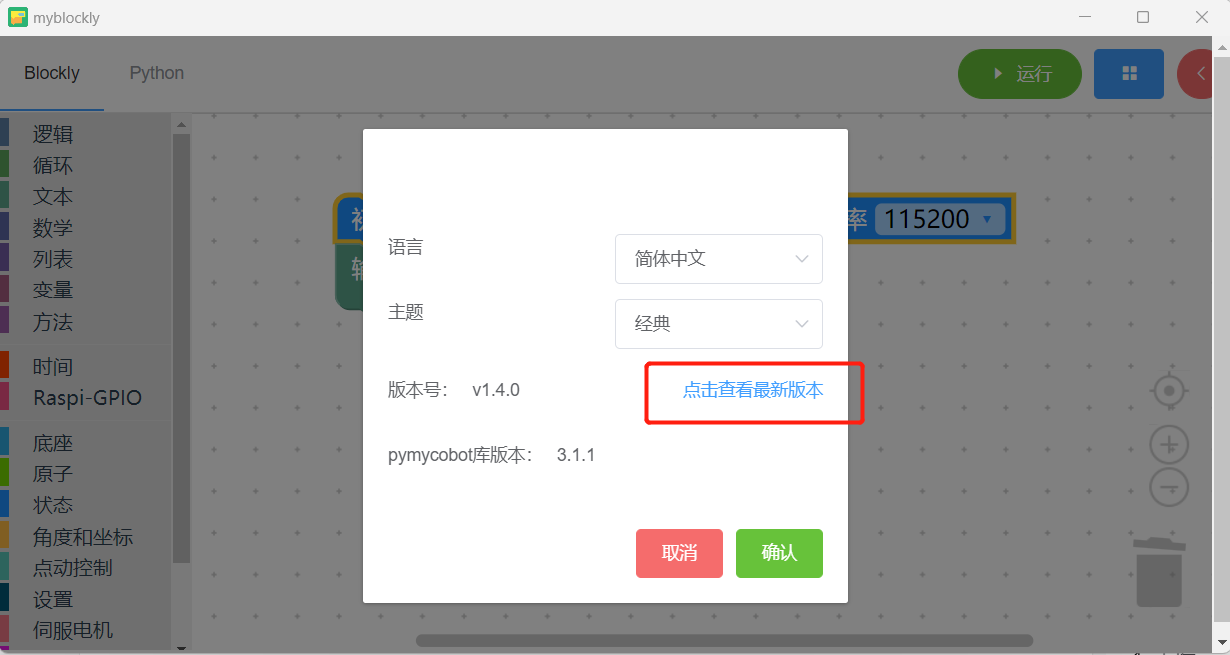 myblockly
Blockly
Python
运行
逻辑
循环
文本
数学
列表
变量
方法
时间
Raspi-GPIO
底座
原子
状态
角度和坐标
点动控制
设置
伺服电机
率 115200
语言
简体中文
主题
经典
版本号： v1.4.0
点击查看最新版本
pymycobot库版本： 3.1.1
取消
确认